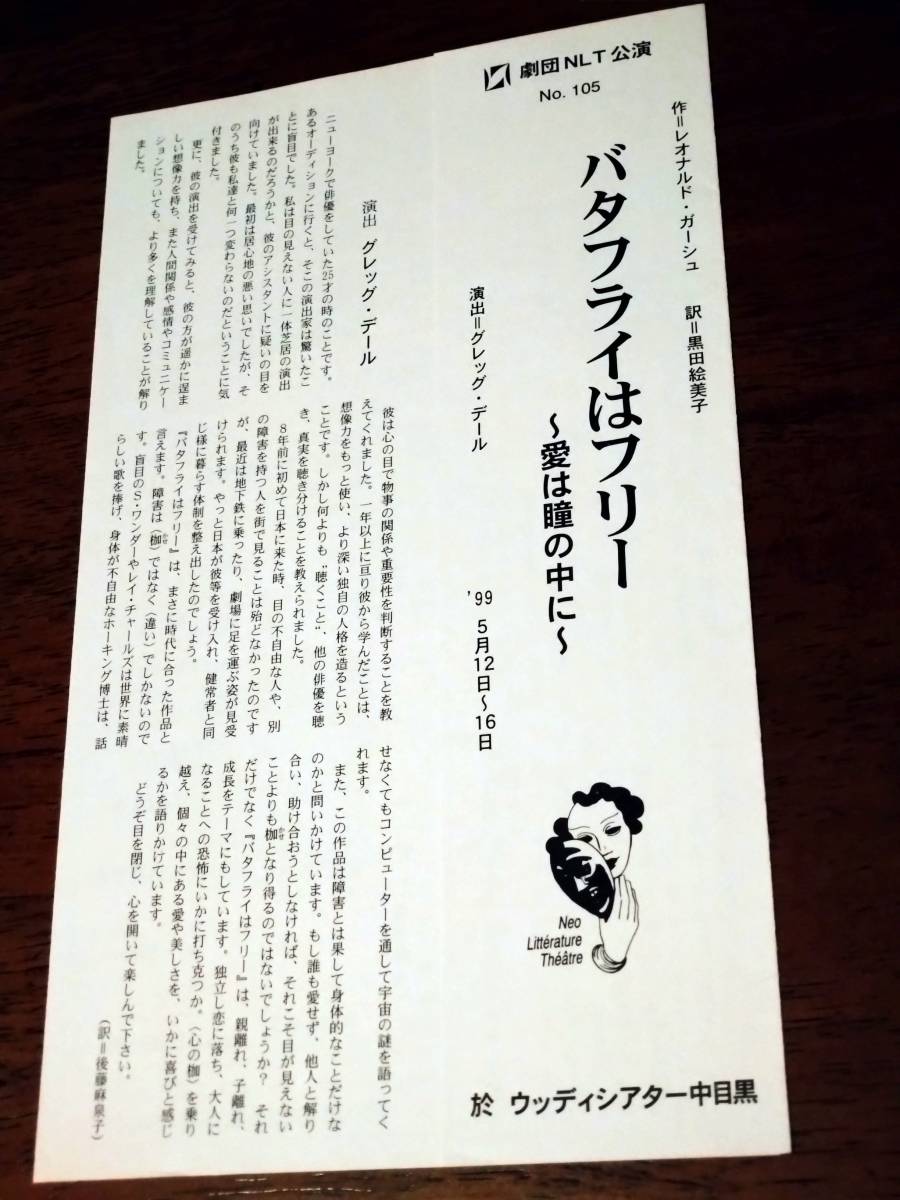 劇団NLT公演
No. 105
作＝レオナルド・ガーシュ　訳＝黒田絵美子
バタフライはフリー
〜愛は瞳の中に〜
演出＝グレッグ・デール
'99 5月12日〜16日
Neo
Littérature
Théâtre
於 ウッディシアター中目黒
演出 グレッグ・デール
ニューヨークで俳優をしていた25才の時のことです。
あるオーディションに行くと、そこの演出家は驚いたこ
とに盲目でした。私は目の見えない人に一体芝居の演出
が出来るのだろうかと、彼のアシスタントに疑いの目を
向けていました。最初は居心地の悪い思いでしたが、そ
のうち彼も私達と何一つ変わらないのだということに気
付きました。
更に、彼の演出を受けてみると、彼の方が遥かに逞ま
しい想像力を持ち、また人間関係や感情やコミュニケー
ションについても、より多くを理解していることが解り
ました。
彼は心の目で物事の関係や重要性を判断することを教
えてくれました。一年以上に亘り彼から学んだことは、
想像力をもっと使い、より深い独自の人格を造るという
ことです。しかし何よりも〝聴くこと〟、他の俳優を聴
き、真実を聴き分けることを教えられました。
8年前に初めて日本に来た時、目の不自由な人や、別
の障害を持つ人を街で見ることは殆どなかったのです
が、最近は地下鉄に乗ったり、劇場に足を運ぶ姿が見受
けられます。やっと日本が彼等を受け入れ、健常者と同
じ様に暮らす体制を整え出したのでしょう。
『バタフライはフリー』は、まさに時代に合った作品と
言えます。障害は〈枷〉かせではなく〈違い〉でしかないので
す。盲目のS・ワンダーやレイ・チャールズは世界に素晴
らしい歌を捧げ、身体が不自由なホーキング博士は、話
せなくてもコンピューターを通して宇宙の謎を語ってく
れます。
また、この作品は障害とは果して身体的なことだけな
のかと問いかけています。もし誰も愛せず、他人と解り
合い、助け合おうとしなければ、それこそ目が見えない
ことよりも枷かせとなり得るのではないでしょうか？　それ
だけでなく『バタフライはフリー』は、親離れ、子離れ、
成長をテーマにもしています。独立し恋に落ち、大人に
なることへの恐怖にいかに打ち克つか。〈心の枷〉を乗り
越え、個々の中にある愛や美しさを、いかに喜びと感じ
るかを語りかけています。
どうぞ目を閉じ、心を開いて楽しんで下さい。
（訳＝後藤麻泉子）